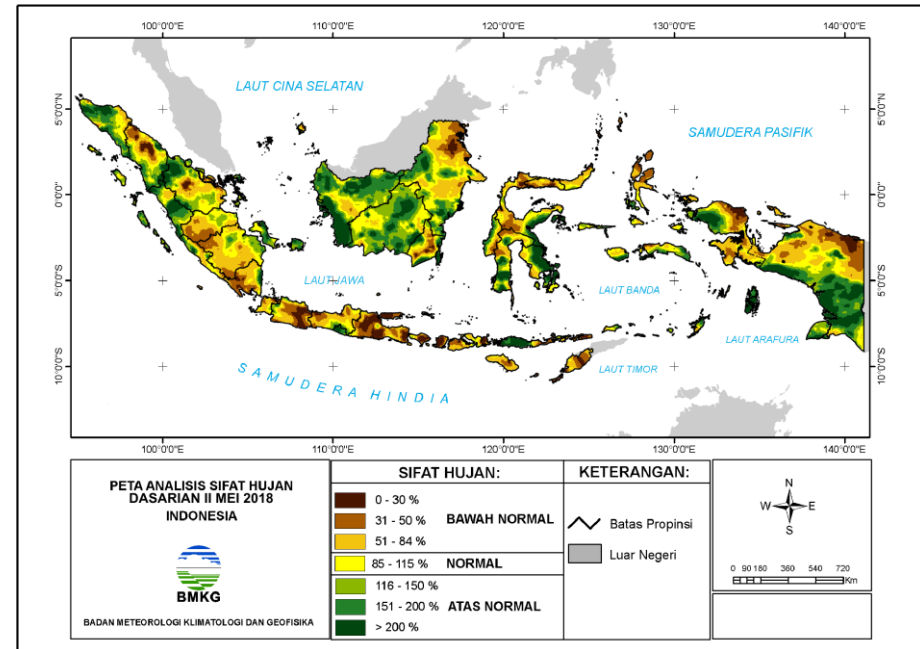 100°0'0"E 110°0'0"E 120°0'0"E 130°0'0"E 140°0'0"E
5°0'0"N 5°0'0"N
0°0'0"S 0°0'0"S
5°0'0"S 5°0'0"S
10°0'0"S 10°0'0"S
LAUT CINA SELATAN
SAMUDERA PASIFIK
LAUT JAWA
LAUT BANDA
LAUT ARAFURA
LAUT TIMOR
SAMUDERA HINDIA
100°0'0"E 110°0'0"E 120°0'0"E 130°0'0"E 140°0'0"E
PETA ANALISIS SIFAT HUJAN
DASARIAN II MEI 2018
INDONESIA
BMKG
BADAN METEOROLOGI KLIMATOLOGI DAN GEOFISIKA
SIFAT HUJAN:
0 - 30 %
31 - 50 % BAWAH NORMAL
51 - 84 %
85 - 115 % NORMAL
116 - 150 %
151 - 200 % ATAS NORMAL
> 200 %
KETERANGAN:
Batas Propinsi
Luar Negeri
N
W E
S
0 90 180 360 540 720
Km